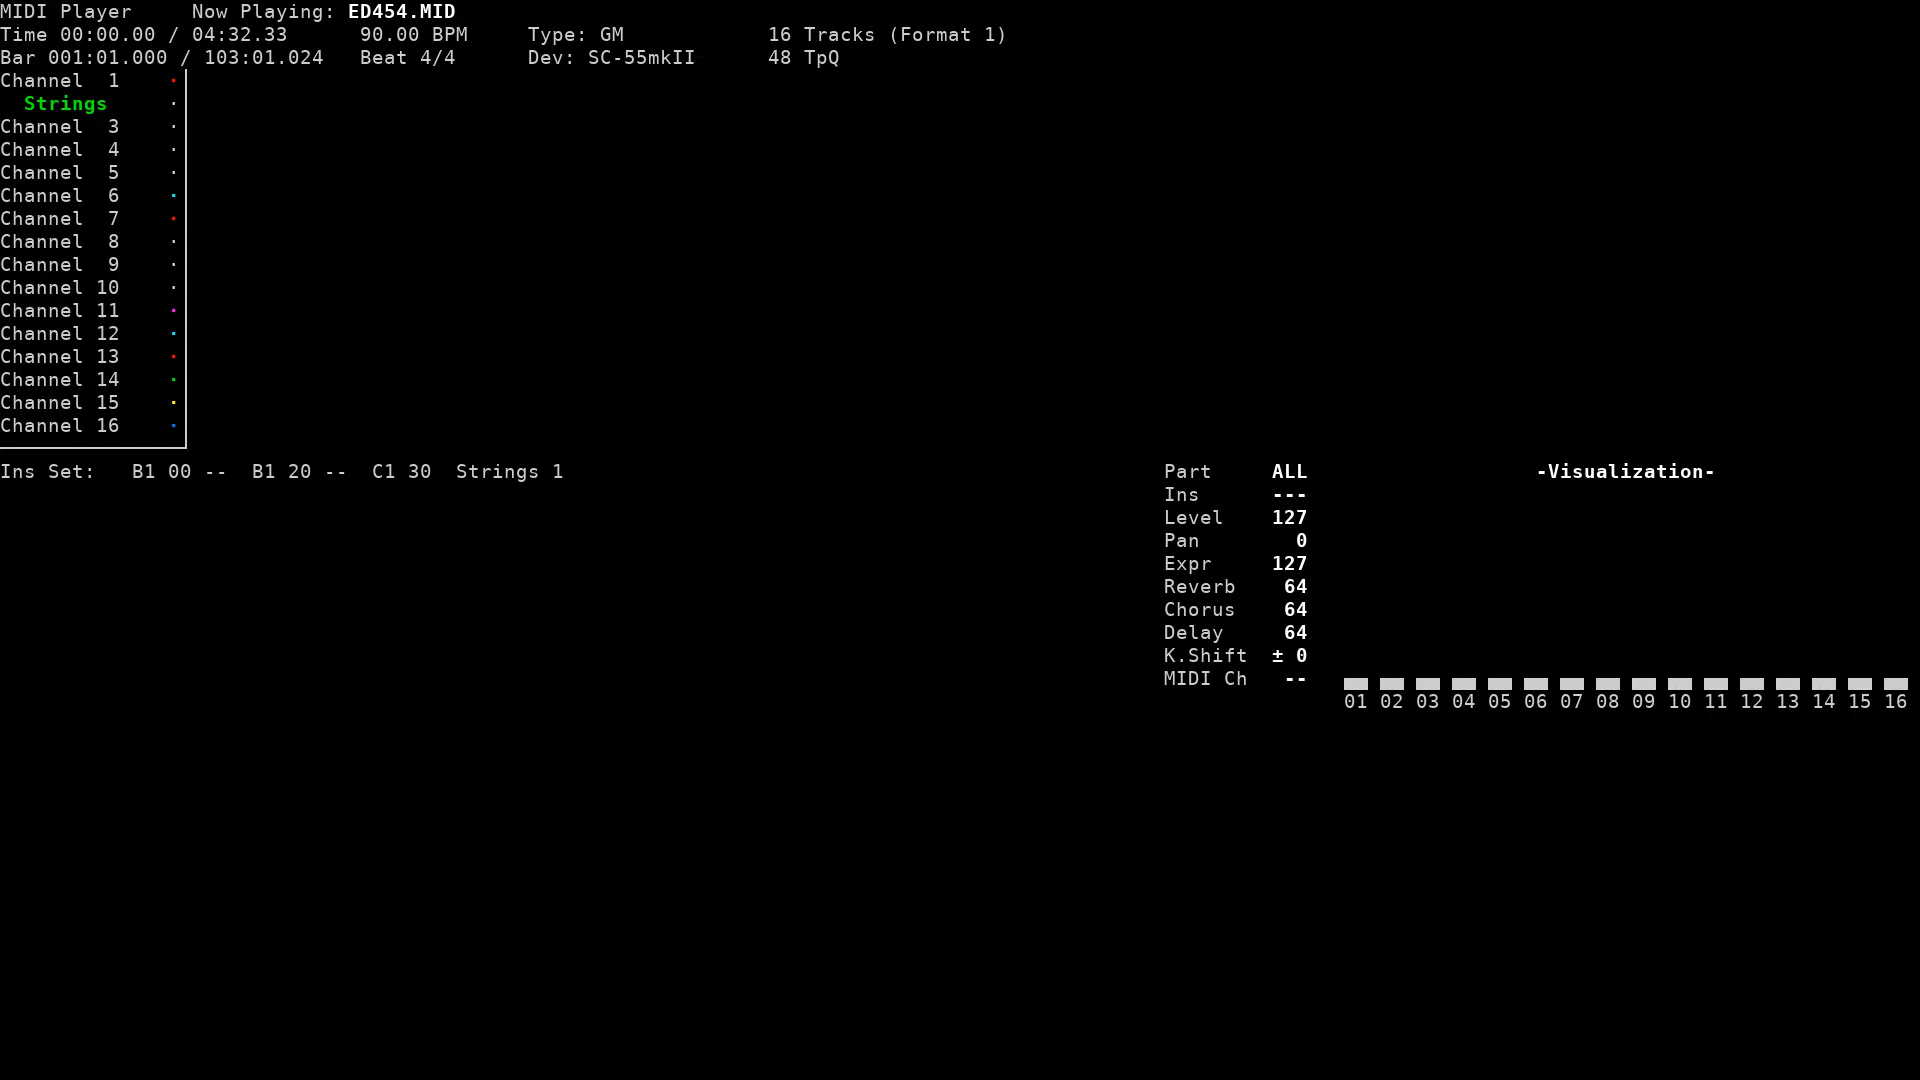 MIDI Player Now Playing: ED454.MID
Time 00:00.00 / 04:32.33 90.00 BPM Type: GM 16 Tracks (Format 1)
Bar 001:01.000 / 103:01.024 Beat 4/4 Dev: SC-55mkII 48 TpQ
Channel 1
Strings
Channel 3
Channel 4
Channel 5
Channel 6
Channel 7
Channel 8
Channel 9
Channel 10
Channel 11
Channel 12
Channel 13
Channel 14
Channel 15
Channel 16
Ins Set: B1 00 -- B1 20 -- C1 30 Strings 1
Part ALL
Ins ---
Level 127
Pan 0
Expr 127
Reverb 64
Chorus 64
Delay 64
K.Shift ± 0
MIDI Ch --
-Visualization-
01 02 03 04 05 06 07 08 09 10 11 12 13 14 15 16